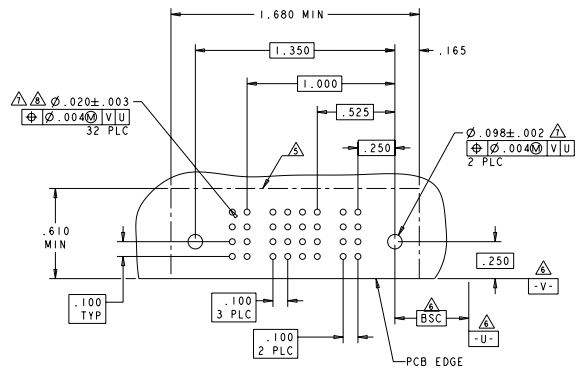 1.680 MIN
1.350
.165
1.000
7 8 Ø.020±.003
⌖ Ø.004Ⓜ V U
32 PLC
.525
Ø.098±.002 7
⌖ Ø.004Ⓜ V U
2 PLC
.250
5
.610
MIN
.250
6
-V-
.100
TYP
.100
3 PLC
6
BSC
6
-U-
.100
2 PLC
PCB EDGE